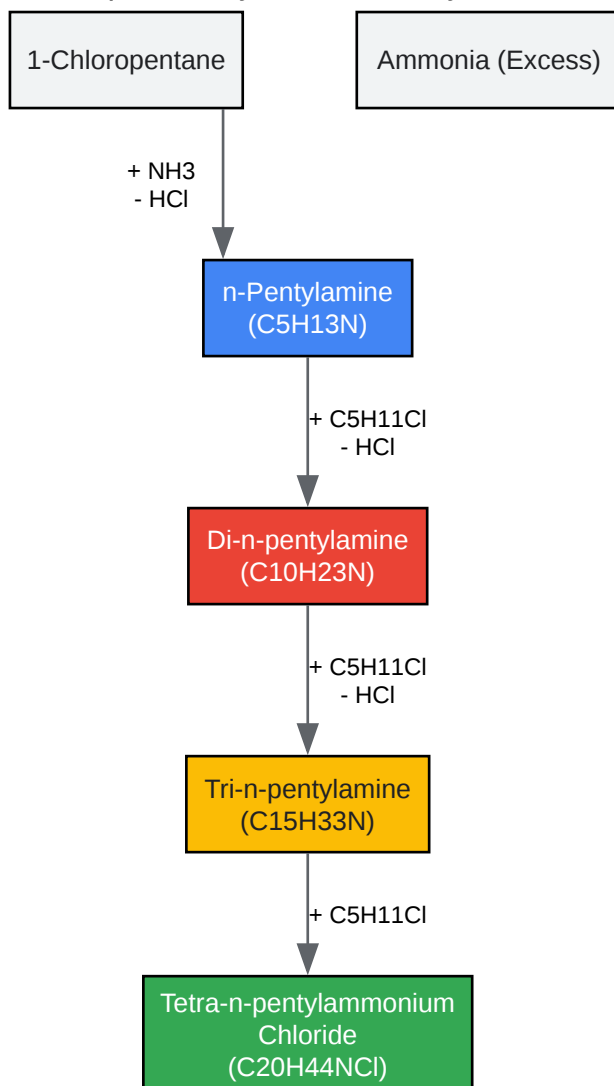 1-Chloropentane
Ammonia (Excess)
+ NH3
- HCl
n-Pentylamine
(C5H13N)
+ C5H11Cl
- HCl
Di-n-pentylamine
(C10H23N)
+ C5H11Cl
- HCl
Tri-n-pentylamine
(C15H33N)
+ C5H11Cl
Tetra-n-pentylammonium
Chloride
(C20H44NCl)